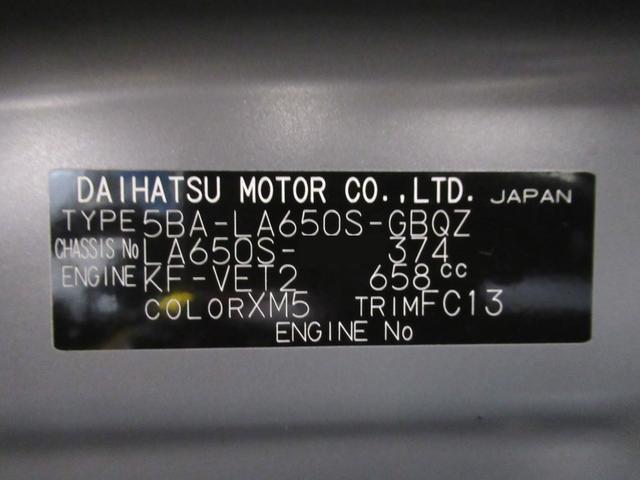 DAIHATSU MOTOR CO.,LTD. JAPAN
TYPE 5BA-LA650S-GBQZ
CHASSIS No LA650S- 374
ENGINE KF-VET2 658cc
COLOR XM5 TRIM FC13
ENGINE No